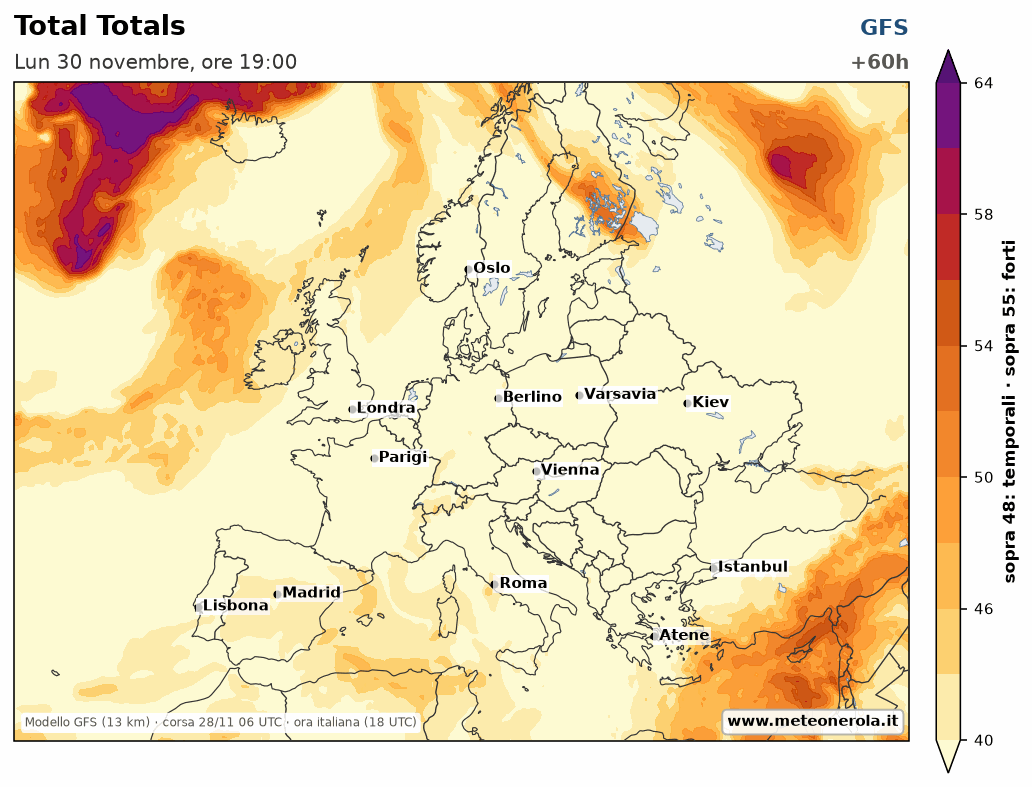 Total Totals
GFS
Lun 30 novembre, ore 19:00
+60h
64
58
54
50
46
40
sopra 48: temporali · sopra 55: forti
Oslo
Berlino
Varsavia
Kiev
Londra
Parigi
Vienna
Istanbul
Roma
Madrid
Lisbona
Atene
Modello GFS (13 km) · corsa 28/11 06 UTC · ora italiana (18 UTC)
www.meteonerola.it